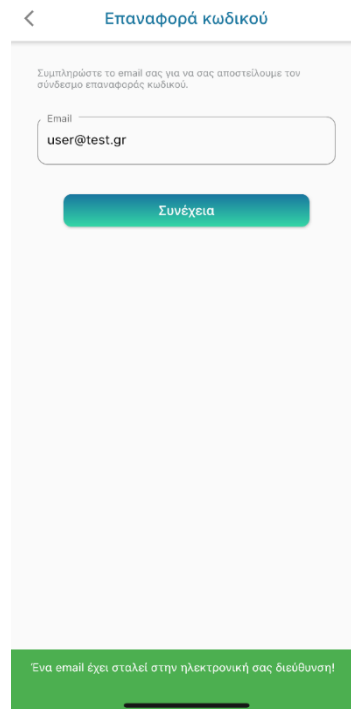 Επαναφορά κωδικού
Συμπληρώστε το email σας για να σας αποστείλουμε τον
σύνδεσμο επαναφοράς κωδικού.
Email
user@test.gr
Συνέχεια
Ένα email έχει σταλεί στην ηλεκτρονική σας διεύθυνση!